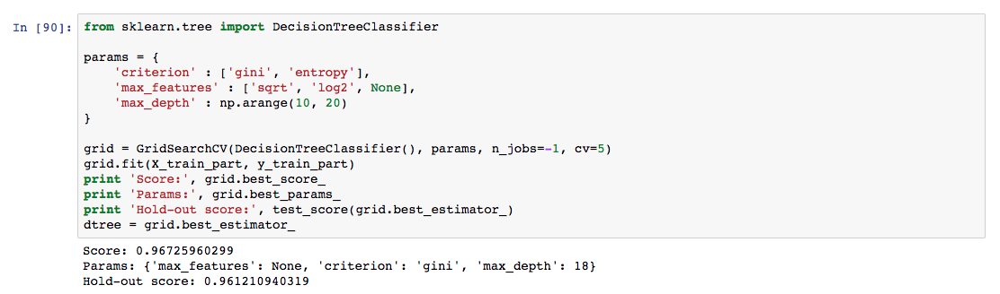 In [90]: from sklearn.tree import DecisionTreeClassifier
params = {
    'criterion' : ['gini', 'entropy'],
    'max_features' : ['sqrt', 'log2', None],
    'max_depth' : np.arange(10, 20)
}
grid = GridSearchCV(DecisionTreeClassifier(), params, n_jobs=-1, cv=5)
grid.fit(X_train_part, y_train_part)
print 'Score:', grid.best_score_
print 'Params:', grid.best_params_
print 'Hold-out score:', test_score(grid.best_estimator_)
dtree = grid.best_estimator_
Score: 0.96725960299
Params: {'max_features': None, 'criterion': 'gini', 'max_depth': 18}
Hold-out score: 0.961210940319